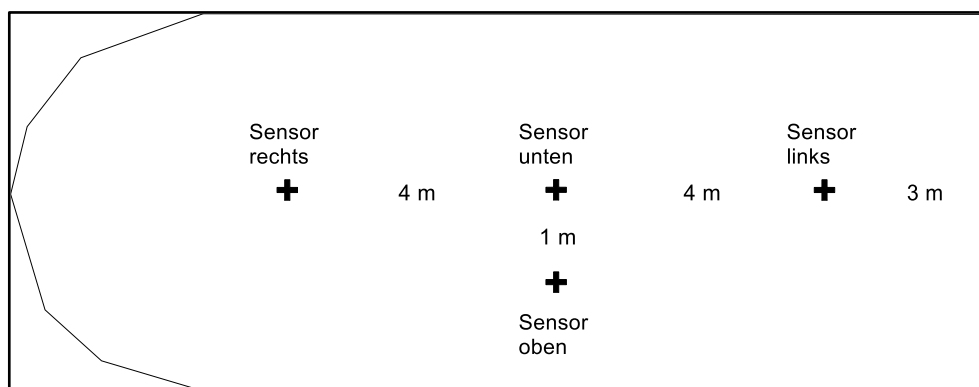 Sensor
rechts
Sensor
unten
Sensor
links
4 m
4 m
3 m
1 m
Sensor
oben